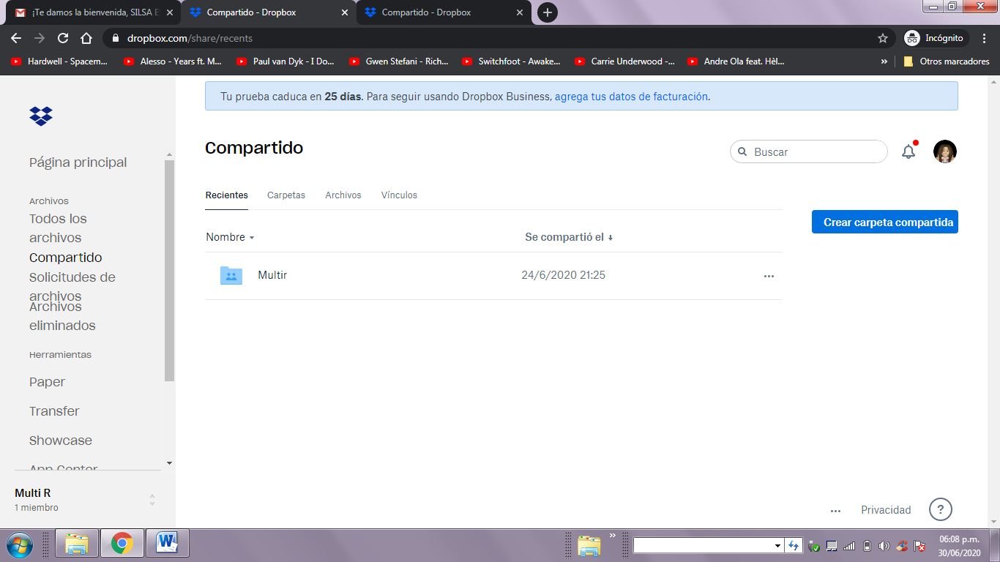 ¡Te damos la bienvenida, SILSA E
Compartido - Dropbox
Compartido - Dropbox
dropbox.com/share/recents
Incógnito
Hardwell - Spacem...
Alesso - Years ft. M...
Paul van Dyk - I Do...
Gwen Stefani - Rich...
Switchfoot - Awake...
Carrie Underwood -...
Andre Ola feat. Hèl...
»
Otros marcadores
Tu prueba caduca en 25 días. Para seguir usando Dropbox Business, agrega tus datos de facturación.
Compartido
Buscar
Página principal
Archivos
Todos los
archivos
Compartido
Solicitudes de
archivos
Archivos
eliminados
Herramientas
Paper
Transfer
Showcase
App Center
Multi R
1 miembro
Recientes
Carpetas
Archivos
Vínculos
Crear carpeta compartida
Nombre
Se compartió el
Multir
24/6/2020 21:25
...
...
Privacidad
?
»
06:08 p.m.
30/06/2020